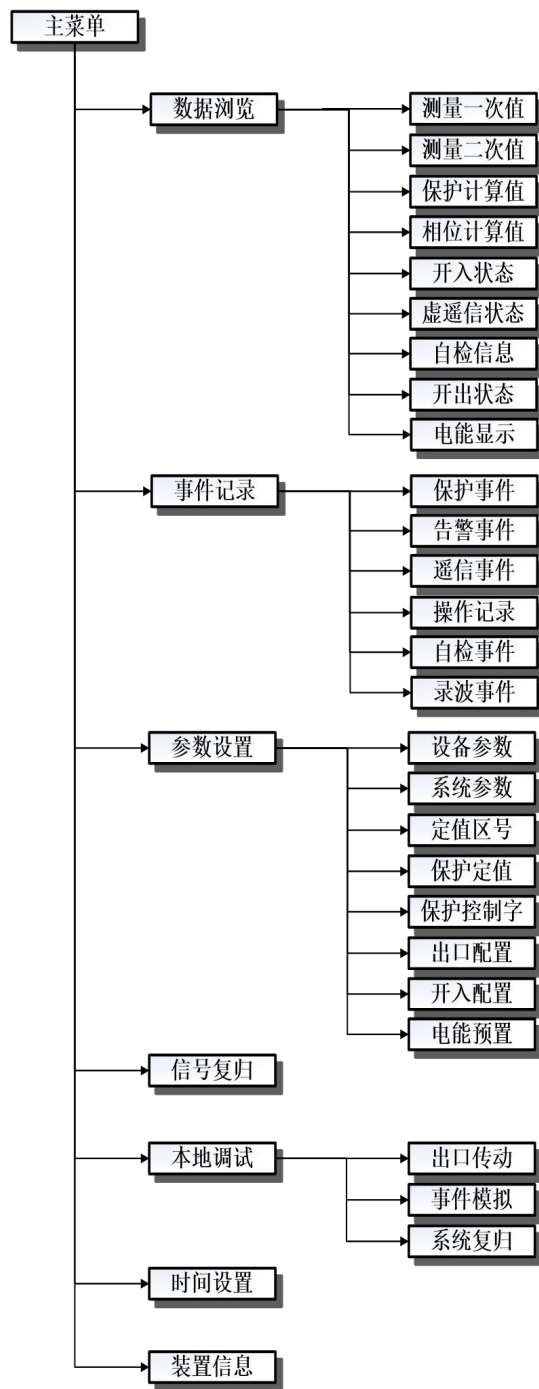 主菜单
数据浏览
测量一次值
测量二次值
保护计算值
相位计算值
开入状态
虚遥信状态
自检信息
开出状态
电能显示
事件记录
保护事件
告警事件
遥信事件
操作记录
自检事件
录波事件
参数设置
设备参数
系统参数
定值区号
保护定值
保护控制字
出口配置
开入配置
电能预置
信号复归
本地调试
出口传动
事件模拟
系统复归
时间设置
装置信息